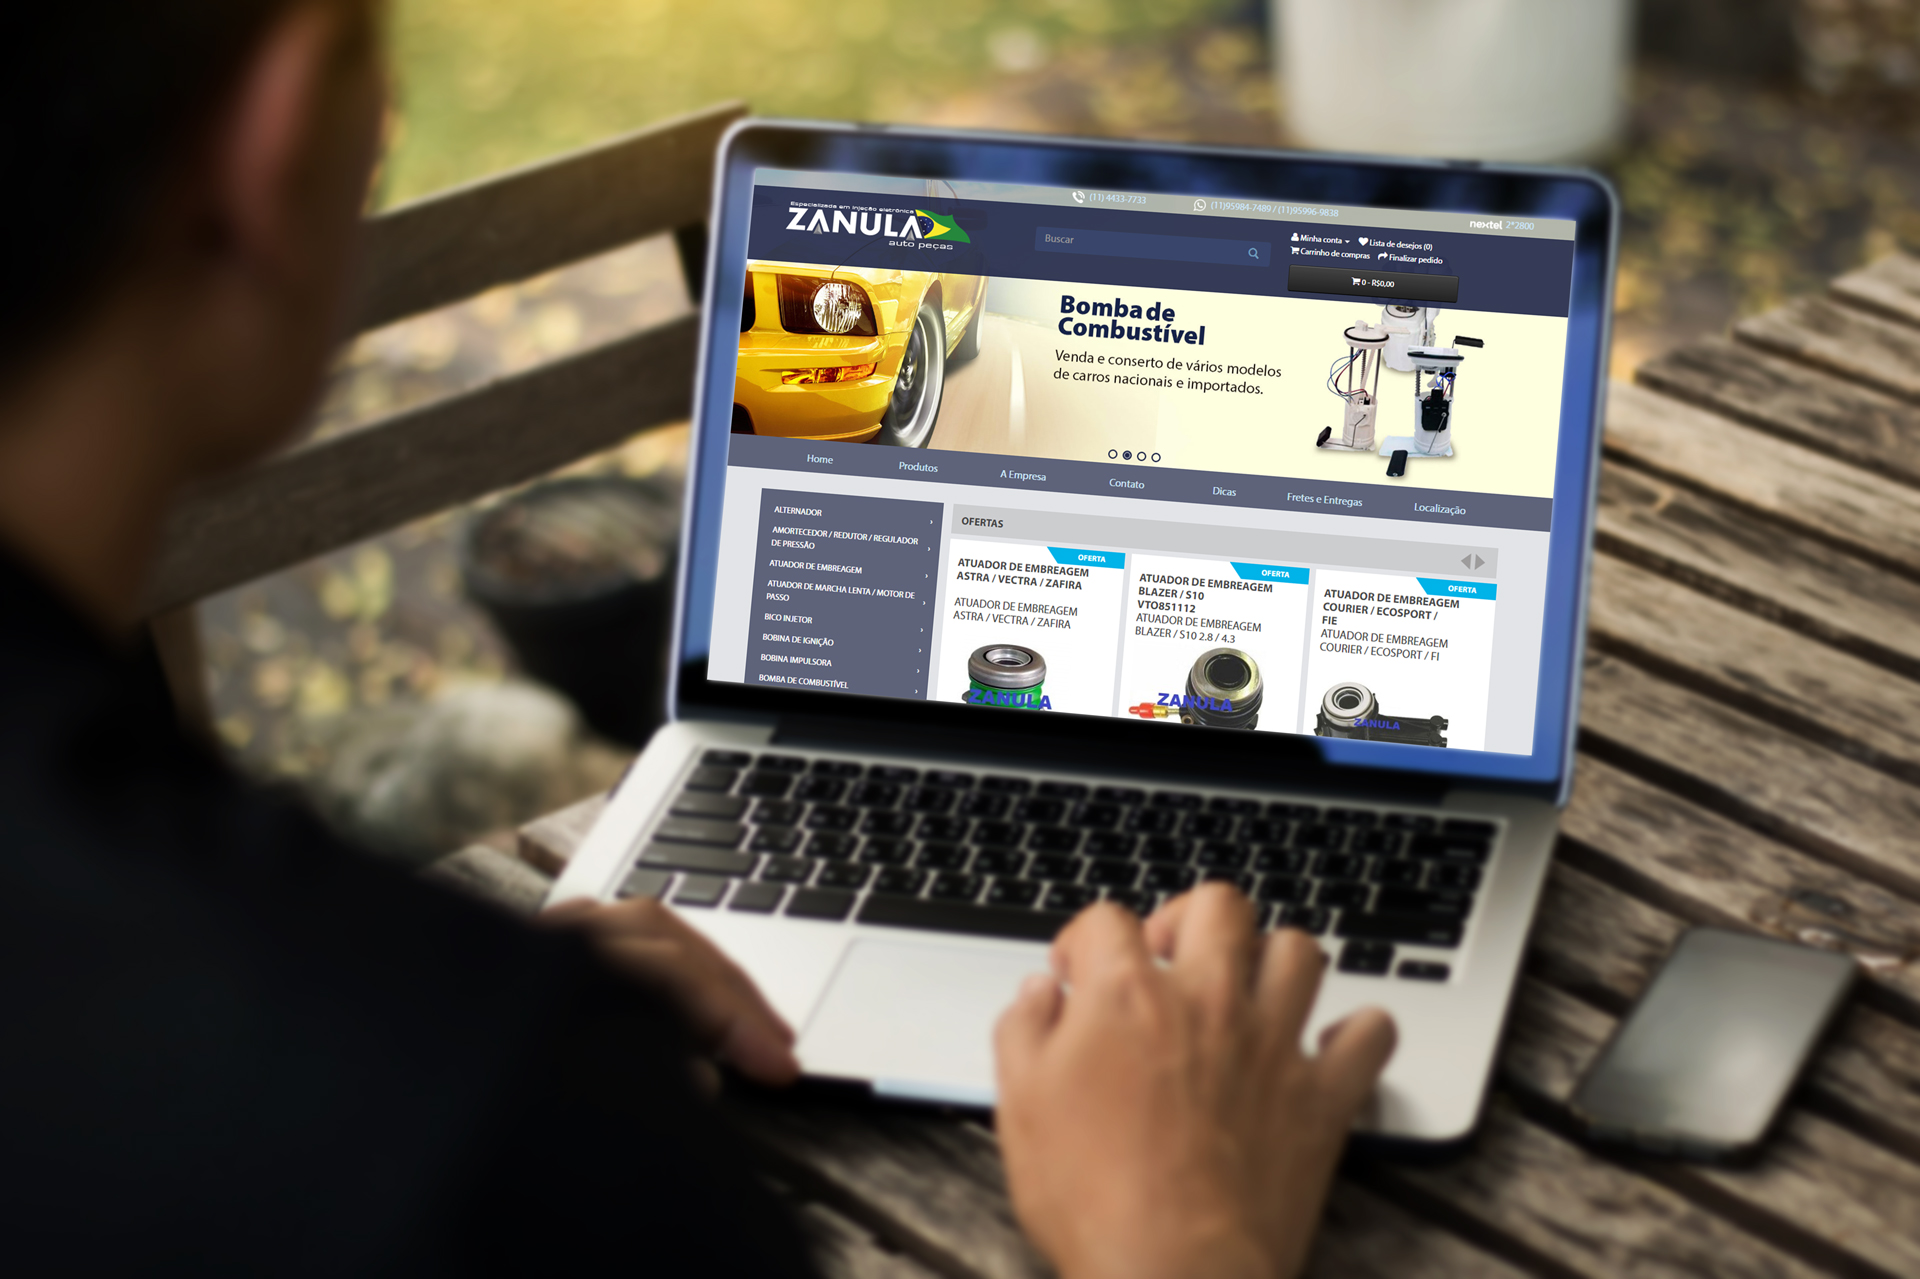 (11) 4433-7733
(11)95984-7489 / (11)95996-9838
nextel 2*2800
Especializada em injeção eletrônica
ZANULA
auto peças
Buscar
Minha conta
Lista de desejos (0)
Carrinho de compras
Finalizar pedido
0 - R$0,00
Bomba de
Combustível
Venda e conserto de vários modelos
de carros nacionais e importados.
Home
Produtos
A Empresa
Contato
Dicas
Fretes e Entregas
Localização
ALTERNADOR
AMORTECEDOR / REDUTOR / REGULADOR
DE PRESSÃO
ATUADOR DE EMBREAGEM
ATUADOR DE MARCHA LENTA / MOTOR DE
PASSO
BICO INJETOR
BOBINA DE IGNIÇÃO
BOBINA IMPULSORA
BOMBA DE COMBUSTÍVEL
OFERTAS
OFERTA
ATUADOR DE EMBREAGEM
ASTRA / VECTRA / ZAFIRA
ATUADOR DE EMBREAGEM
ASTRA / VECTRA / ZAFIRA
ZANULA
OFERTA
ATUADOR DE EMBREAGEM
BLAZER / S10
VTO851112
ATUADOR DE EMBREAGEM
BLAZER / S10 2.8 / 4.3
ZANULA
OFERTA
ATUADOR DE EMBREAGEM
COURIER / ECOSPORT /
FIE
ATUADOR DE EMBREAGEM
COURIER / ECOSPORT / FI
ZANULA